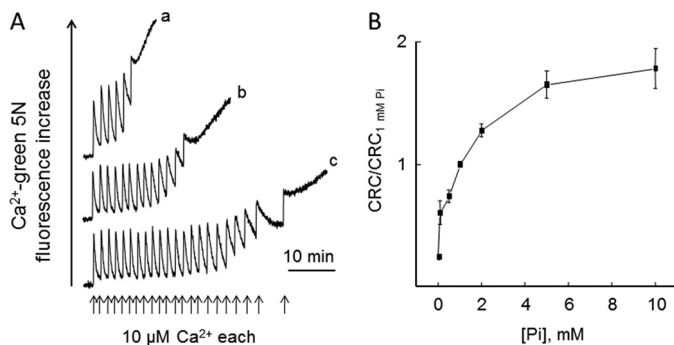 A
Ca²⁺-green 5N
fluorescence increase
a
b
c
10 min
10 µM Ca²⁺ each
B
CRC/CRC₁ mM Pi
2
1
0
2
4
6
8
10
[Pi], mM